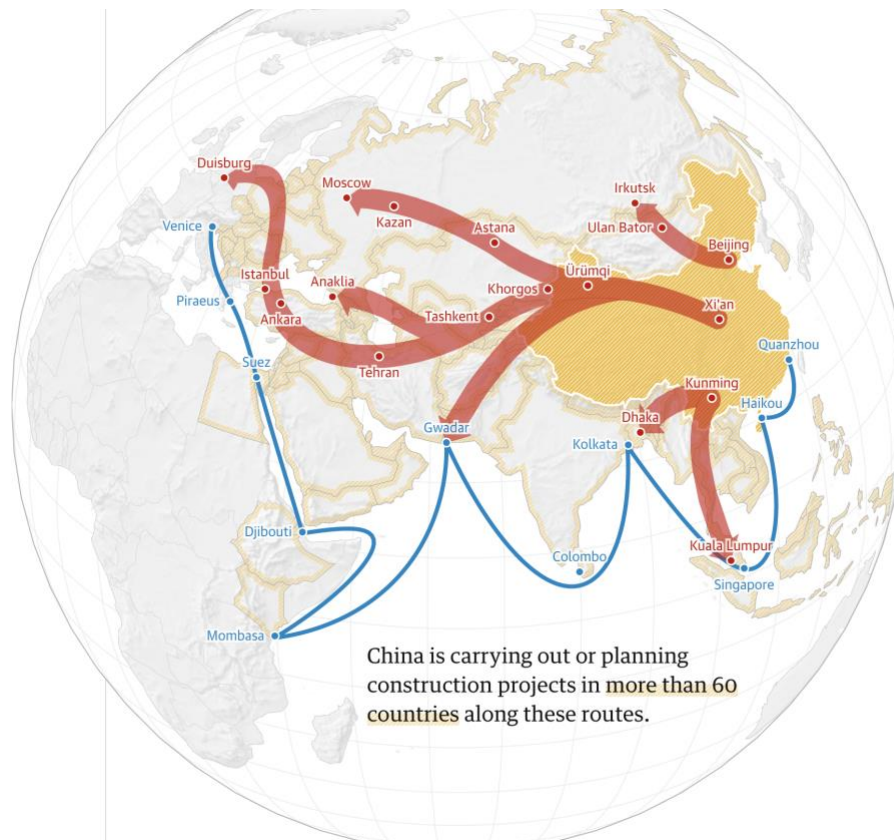 Duisburg
Moscow
Irkutsk
Kazan
Venice
Ulan Bator
Astana
Beijing
Istanbul
Anaklia
Ürümqi
Khorgos
Piraeus
Ankara
Tashkent
Xi'an
Quanzhou
Tehran
Suez
Kunming
Haikou
Dhaka
Gwadar
Kolkata
Djibouti
Kuala Lumpur
Colombo
Singapore
Mombasa
China is carrying out or planning
construction projects in more than 60
countries along these routes.